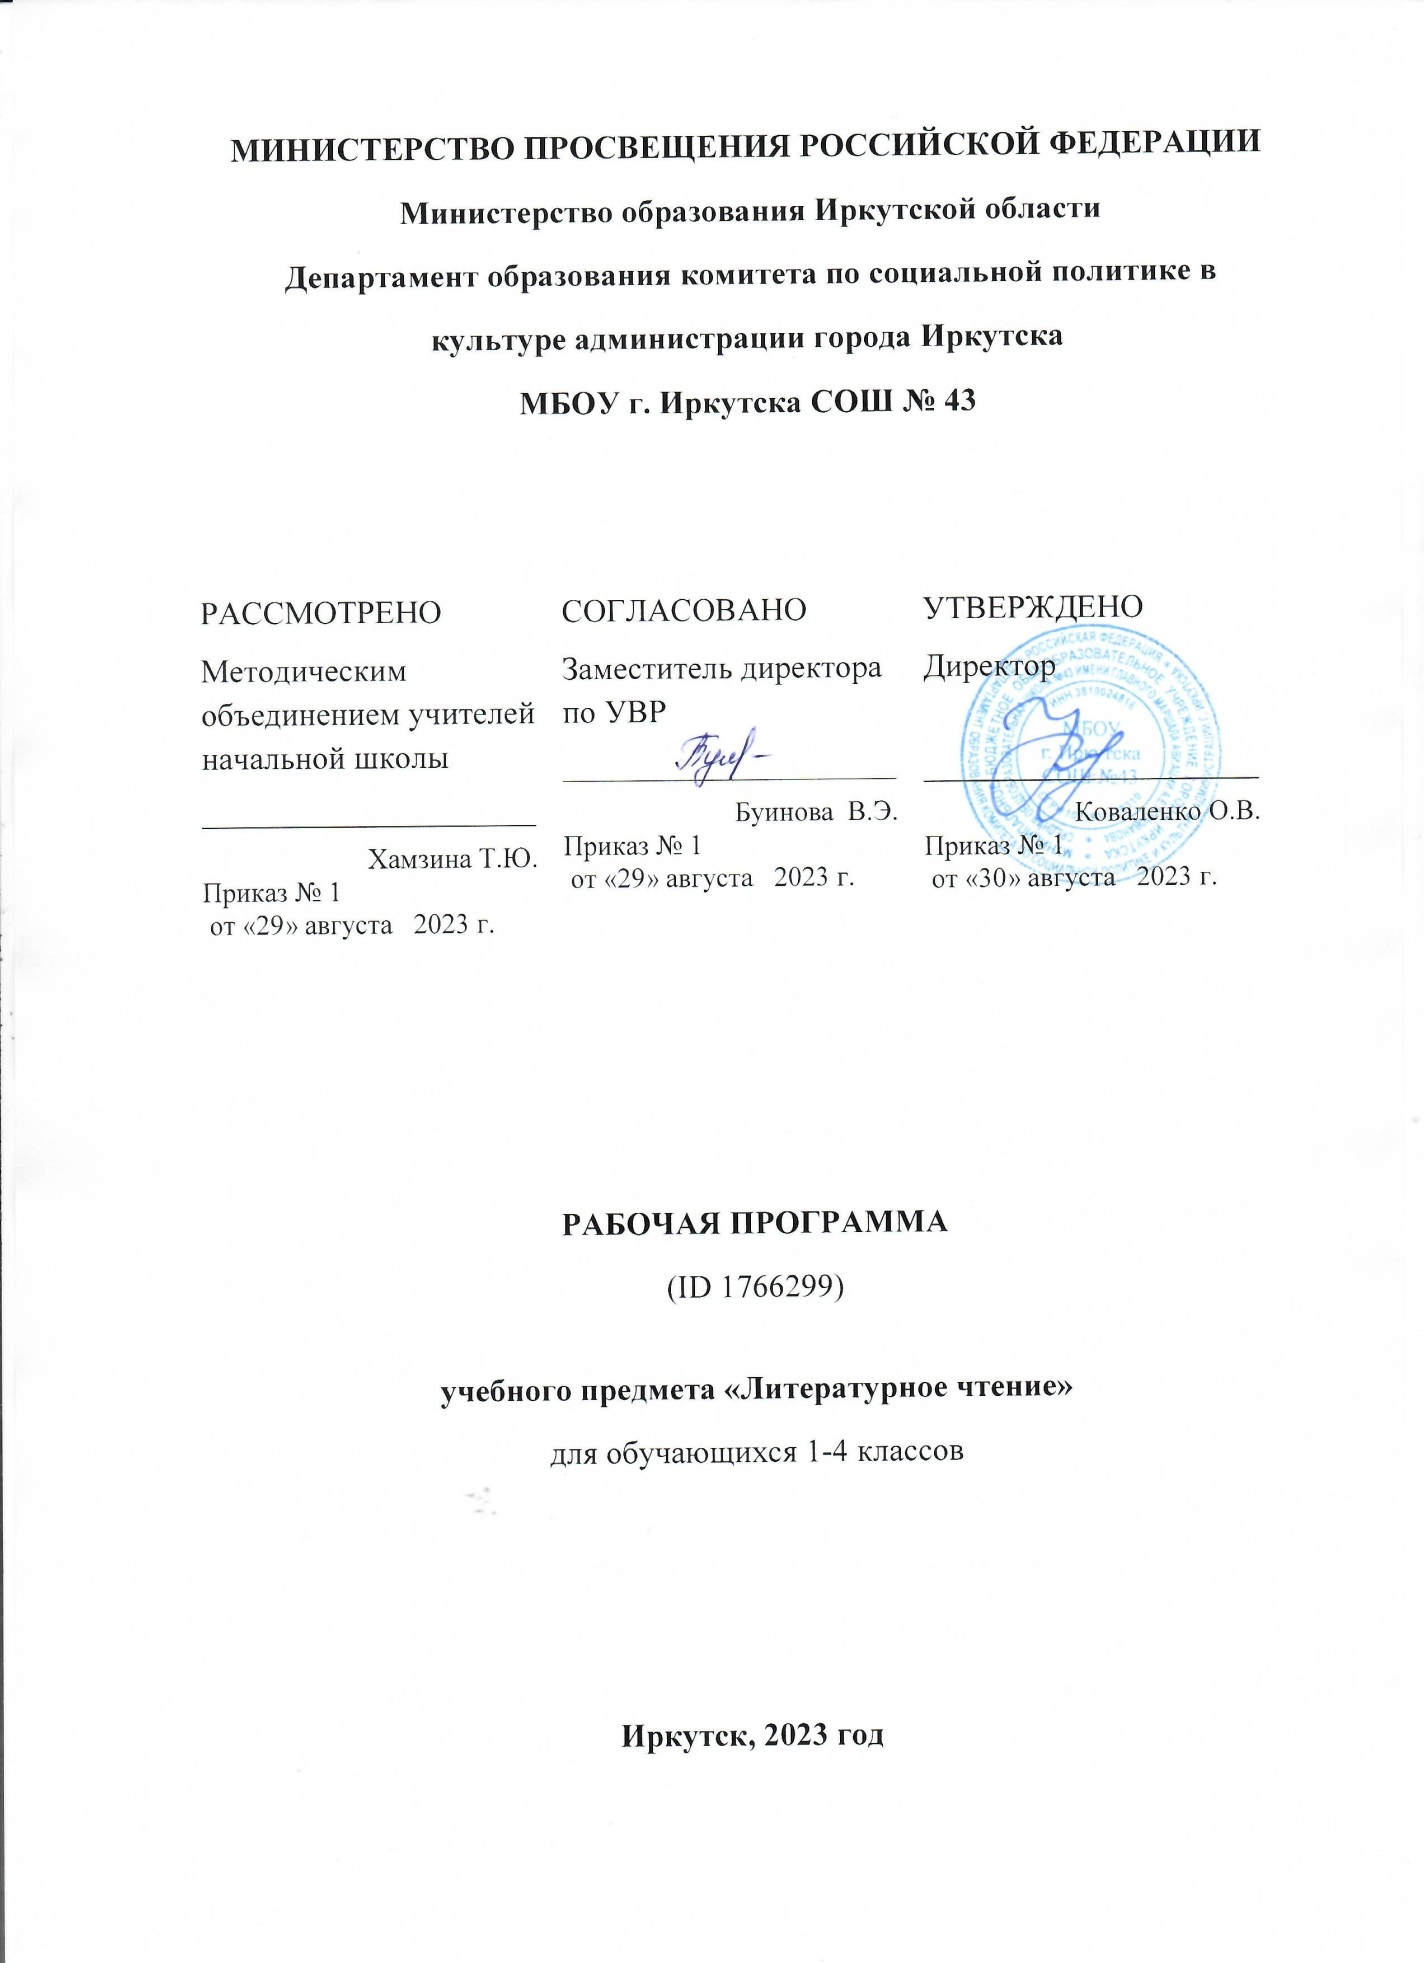 МИНИСТЕРСТВО ПРОСВЕЩЕНИЯ РОССИЙСКОЙ ФЕДЕРАЦИИ
Министерство образования Иркутской области
Департамент образования комитета по социальной политике в
культуре администрации города Иркутска
МБОУ г. Иркутска СОШ № 43
РАССМОТРЕНО
Методическим
объединением учителей
начальной школы
Хамзина Т.Ю.
Приказ № 1
от «29» августа 2023 г.
СОГЛАСОВАНО
Заместитель директора
по УВР
Буинова В.Э.
Приказ № 1
от «29» августа 2023 г.
УТВЕРЖДЕНО
Директор
МБОУ
г. Иркутска
СОШ №43
Коваленко О.В.
Приказ № 1
от «30» августа 2023 г.
РАБОЧАЯ ПРОГРАММА
(ID 1766299)
учебного предмета «Литературное чтение»
для обучающихся 1-4 классов
Иркутск, 2023 год